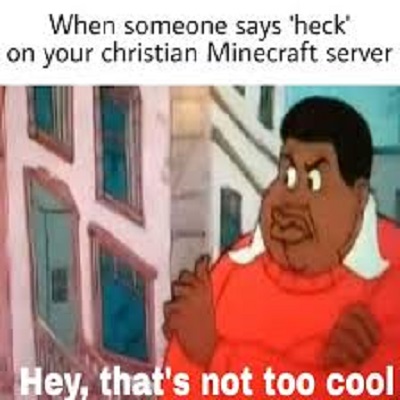 When someone says 'heck'
on your christian Minecraft server
Hey, that's not too cool